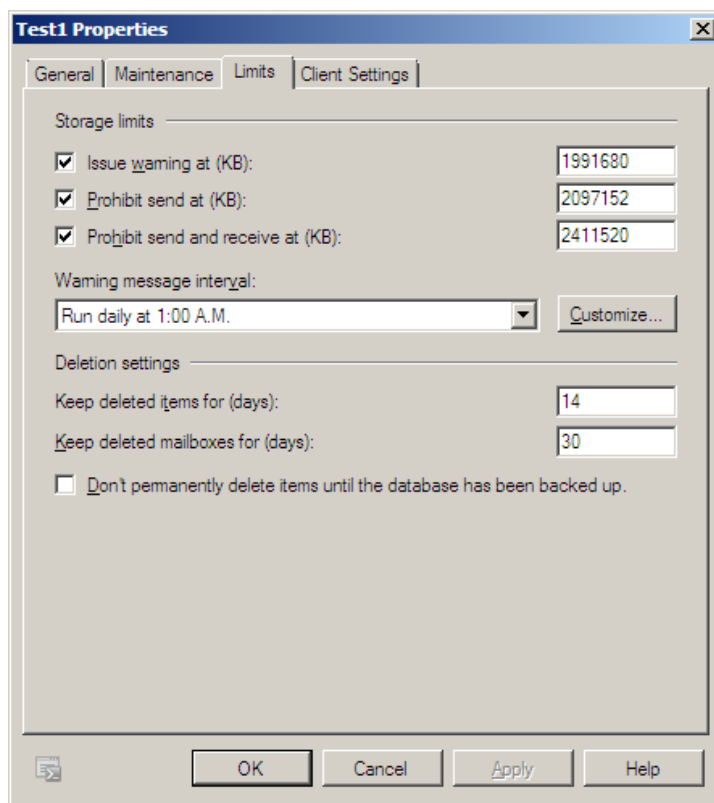 Test1 Properties
General Maintenance Limits Client Settings
Storage limits
Issue warning at (KB): 1991680
Prohibit send at (KB): 2097152
Prohibit send and receive at (KB): 2411520
Warning message interval:
Run daily at 1:00 A.M. Customize...
Deletion settings
Keep deleted items for (days): 14
Keep deleted mailboxes for (days): 30
Don't permanently delete items until the database has been backed up.
OK Cancel Apply Help